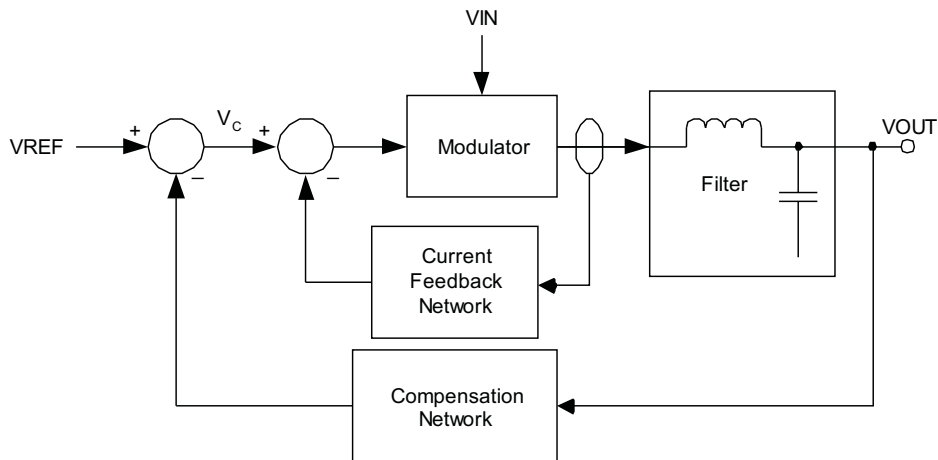 VIN
VREF
+
V_C
+
Modulator
VOUT
Filter
−
−
Current
Feedback
Network
Compensation
Network